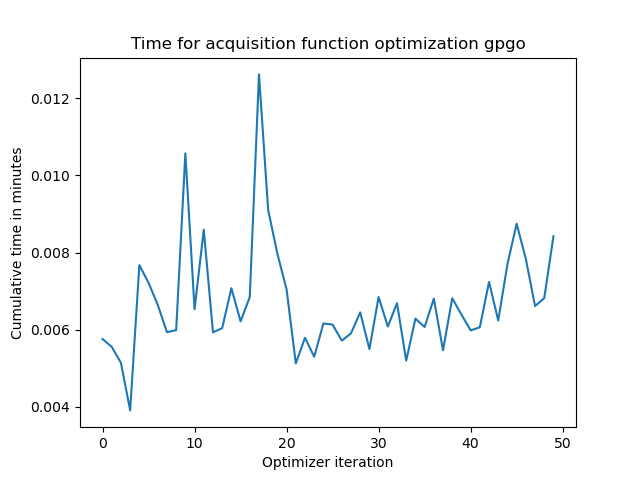 Time for acquisition function optimization gpgo
0.012
0.010
0.008
0.006
0.004
Cumulative time in minutes
0 10 20 30 40 50
Optimizer iteration